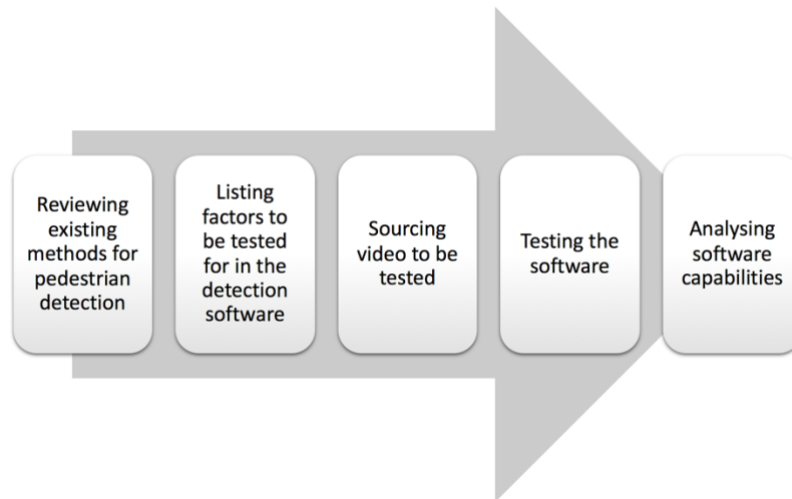 Reviewing
existing
methods for
pedestrian
detection
Listing
factors to
be tested
for in the
detection
software
Sourcing
video to be
tested
Testing the
software
Analysing
software
capabilities